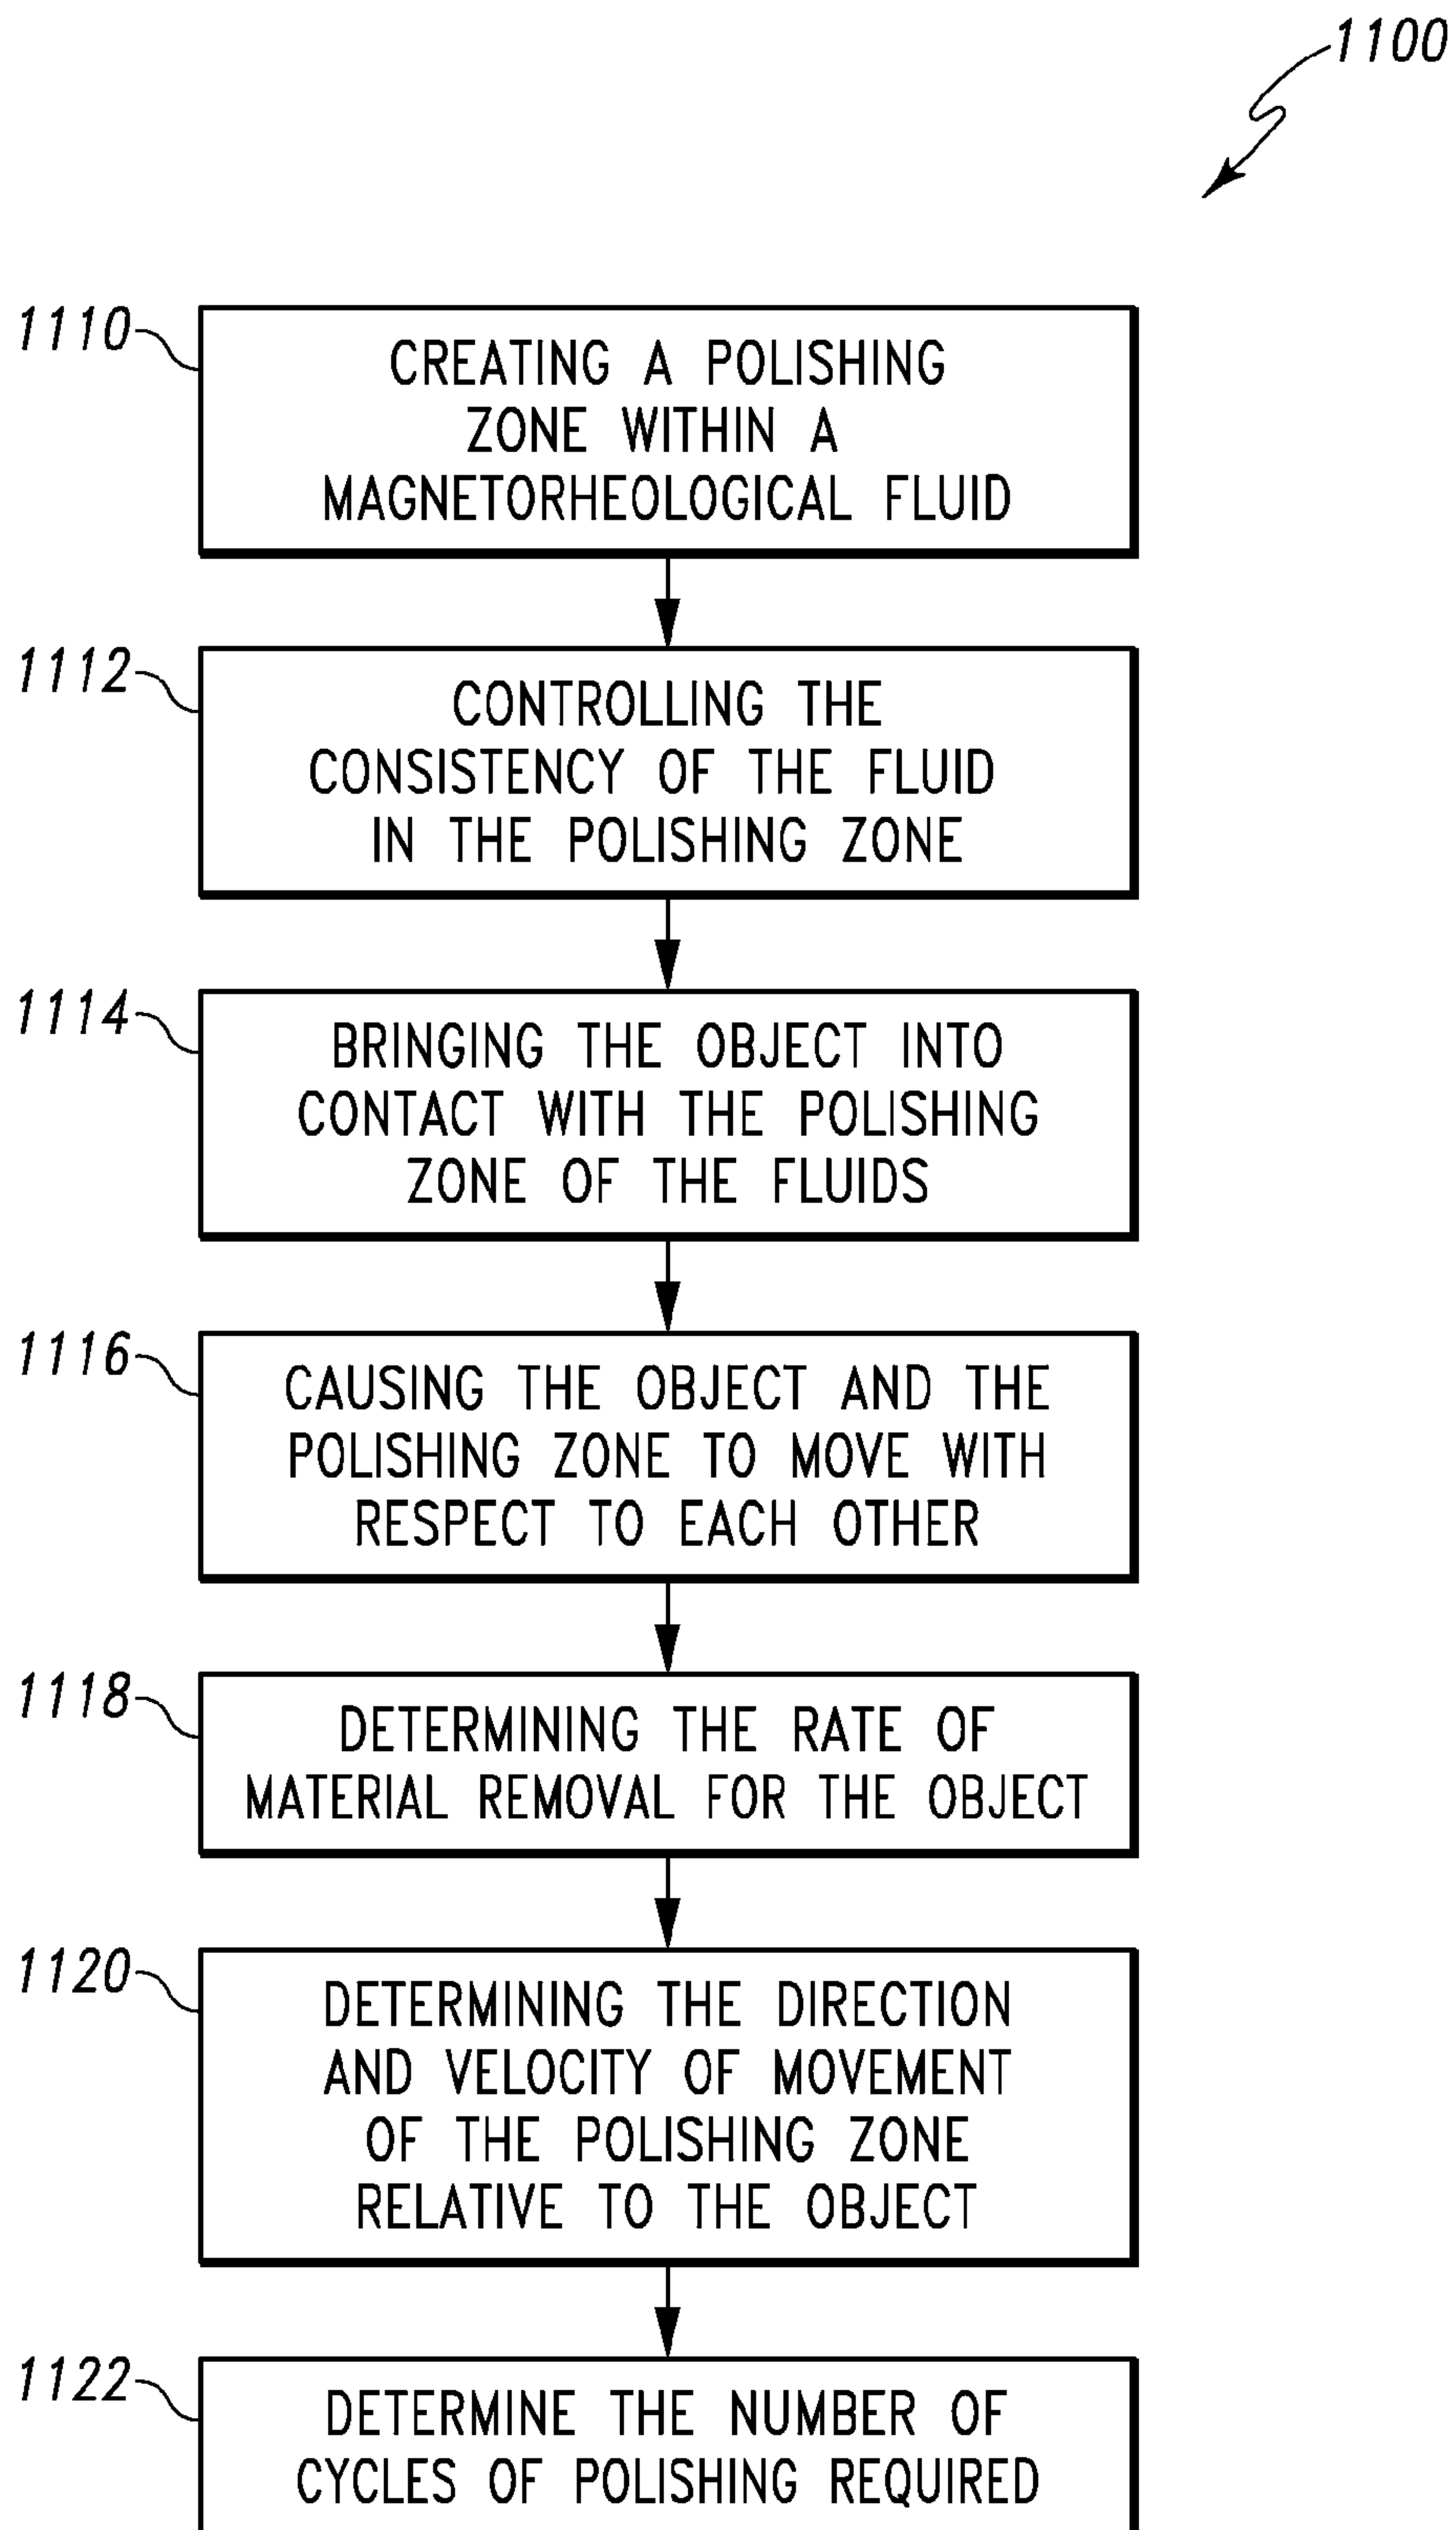 1100
1110
CREATING A POLISHING
ZONE WITHIN A
MAGNETORHEOLOGICAL FLUID
1112
CONTROLLING THE
CONSISTENCY OF THE FLUID
IN THE POLISHING ZONE
1114
BRINGING THE OBJECT INTO
CONTACT WITH THE POLISHING
ZONE OF THE FLUIDS
1116
CAUSING THE OBJECT AND THE
POLISHING ZONE TO MOVE WITH
RESPECT TO EACH OTHER
1118
DETERMINING THE RATE OF
MATERIAL REMOVAL FOR THE OBJECT
1120
DETERMINING THE DIRECTION
AND VELOCITY OF MOVEMENT
OF THE POLISHING ZONE
RELATIVE TO THE OBJECT
1122
DETERMINE THE NUMBER OF
CYCLES OF POLISHING REQUIRED